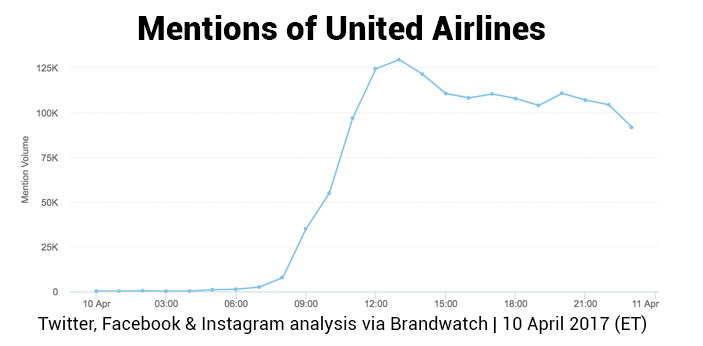 Mentions of United Airlines
125K
100K
75K
50K
25K
0
Mention Volume
10 Apr 03:00 06:00 09:00 12:00 15:00 18:00 21:00 11 Apr
Twitter, Facebook & Instagram analysis via Brandwatch | 10 April 2017 (ET)